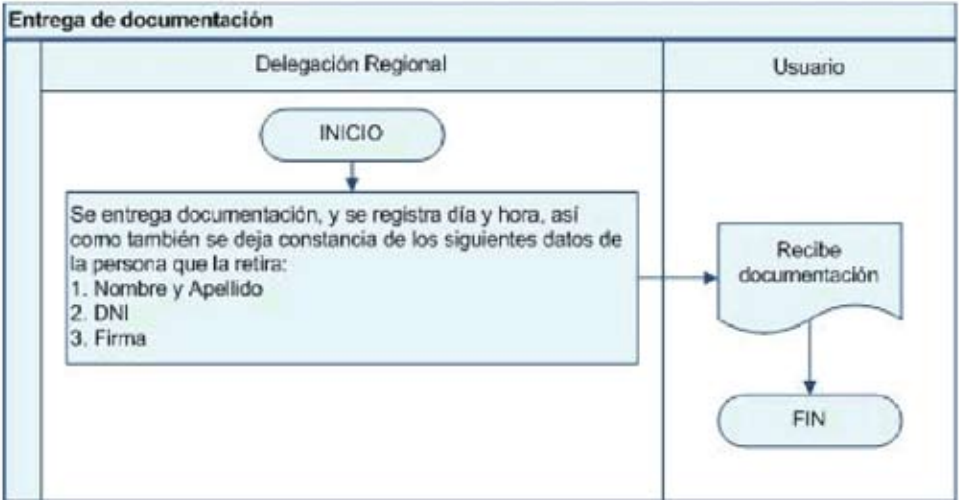 Entrega de documentación
Delegación Regional
Usuario
INICIO
Se entrega documentación, y se registra día y hora, así
como también se deja constancia de los siguientes datos de
la persona que la retira:
1. Nombre y Apellido
2. DNI
3. Firma
Recibe
documentación
FIN